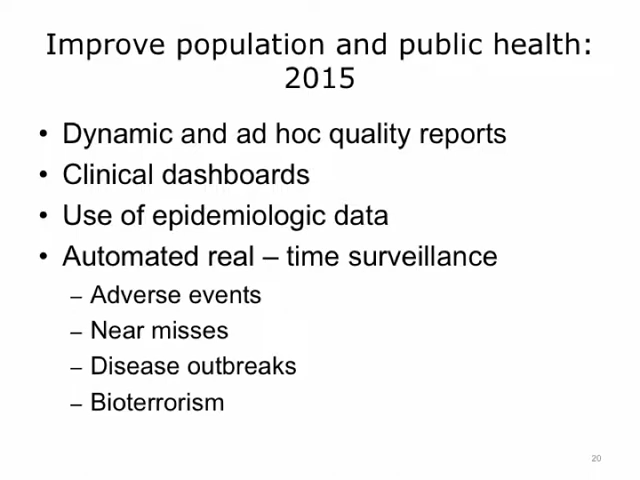 Improve population and public health:
2015
• Dynamic and ad hoc quality reports
• Clinical dashboards
• Use of epidemiologic data
• Automated real – time surveillance
– Adverse events
– Near misses
– Disease outbreaks
– Bioterrorism
20